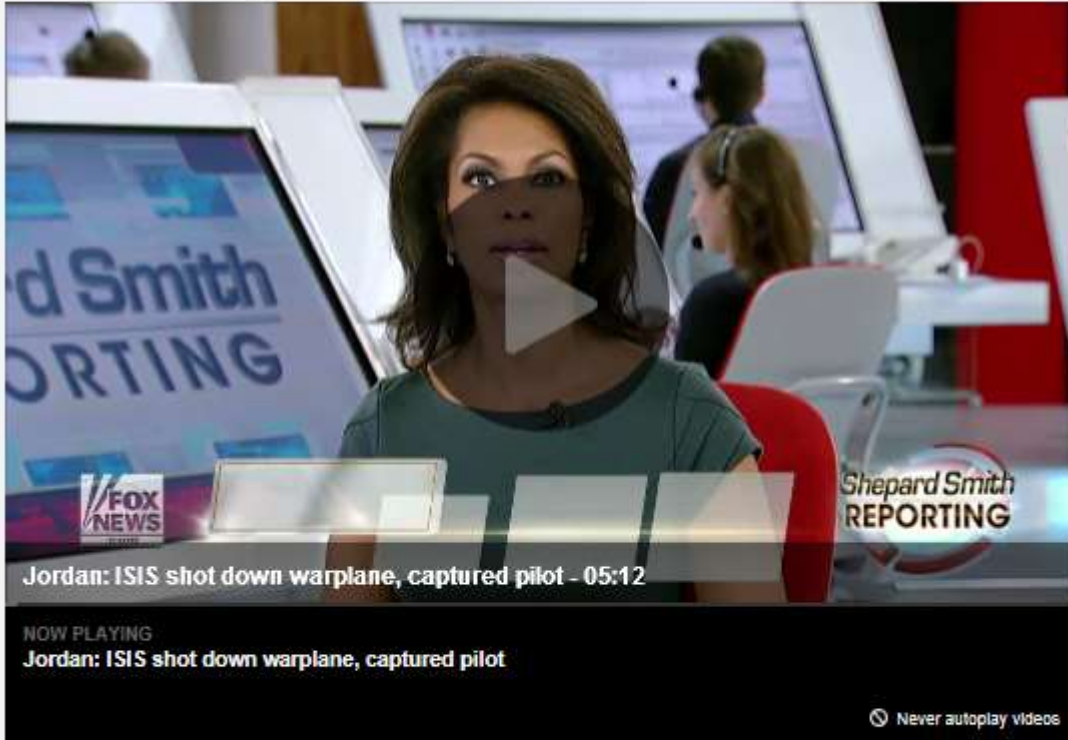 d Smith
ORTING
FOX
NEWS
Shepard Smith
REPORTING
Jordan: ISIS shot down warplane, captured pilot - 05:12
NOW PLAYING
Jordan: ISIS shot down warplane, captured pilot
Never autoplay videos